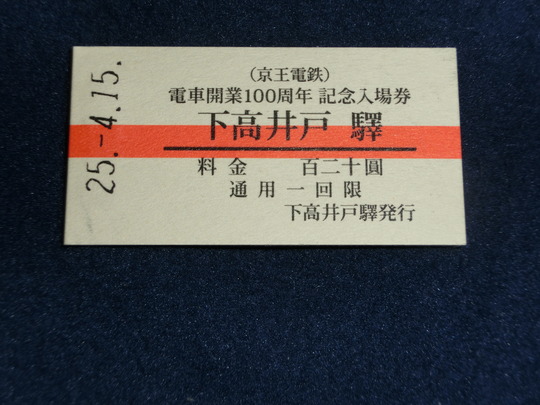 25.-4.15.
（京王電鉄）
電車開業100周年 記念入場券
下高井戸 驛
料金 百二十圓
通用一回限
下高井戸驛発行